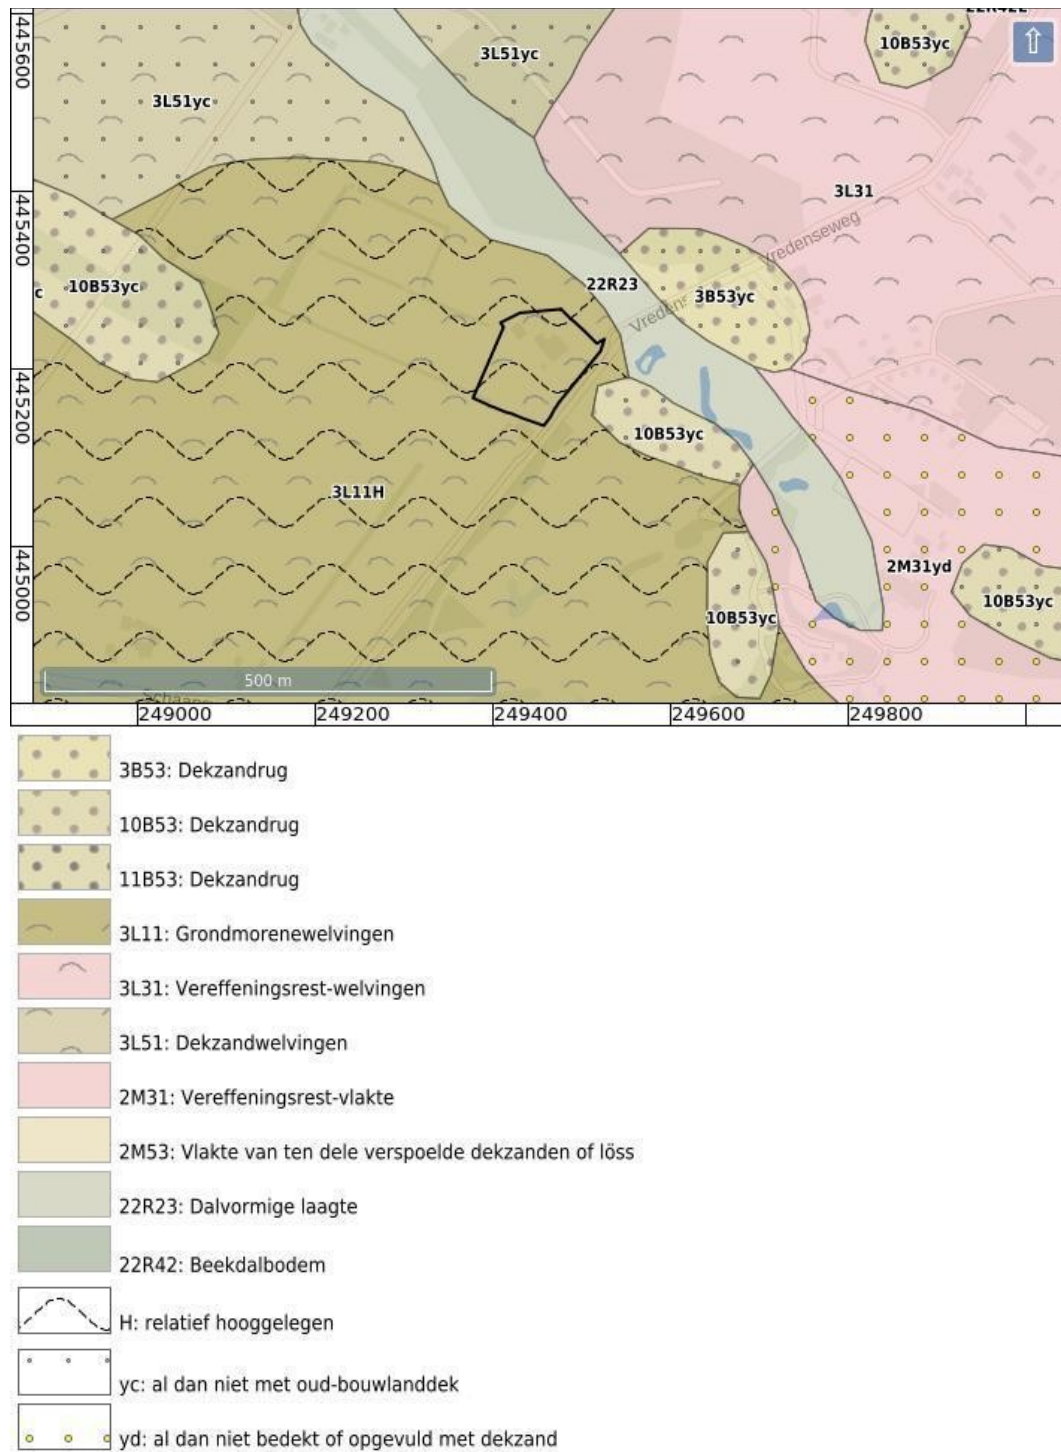 22R42E
10B53yc
3L51yc
3L51yc
3L31
Vredenseweg
10B53yc
c
22R23
3B53yc
10B53yc
3L11H
2M31yd
10B53yc
10B53yc
500 m
445600
445400
445200
445000
249000
249200
249400
249600
249800
3B53: Dekzandrug
10B53: Dekzandrug
11B53: Dekzandrug
3L11: Grondmorenewelvingen
3L31: Vereffeningsrest-welvingen
3L51: Dekzandwelvingen
2M31: Vereffeningsrest-vlakte
2M53: Vlakte van ten dele verspoelde dekzanden of löss
22R23: Dalvormige laagte
22R42: Beekdalbodem
H: relatief hooggelegen
yc: al dan niet met oud-bouwlanddek
yd: al dan niet bedekt of opgevuld met dekzand